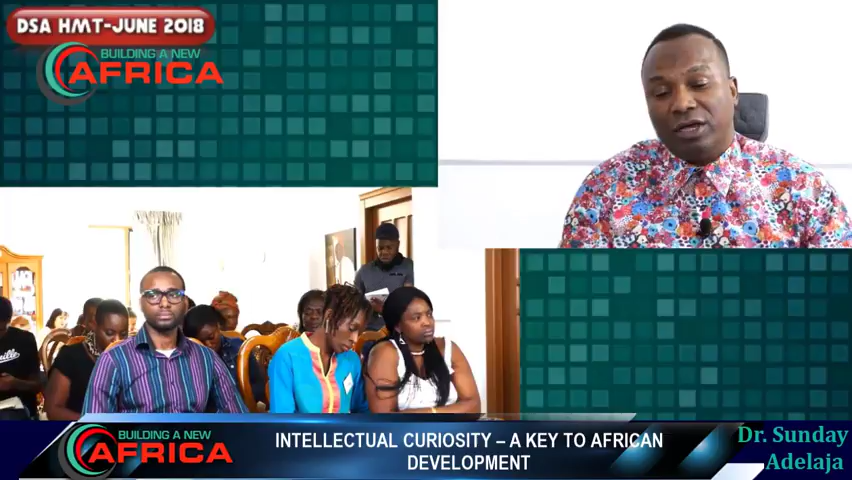 DSA HMT-JUNE 2018
BUILDING A NEW
AFRICA
BUILDING A NEW
AFRICA
INTELLECTUAL CURIOSITY – A KEY TO AFRICAN
DEVELOPMENT
Dr. Sunday
Adelaja